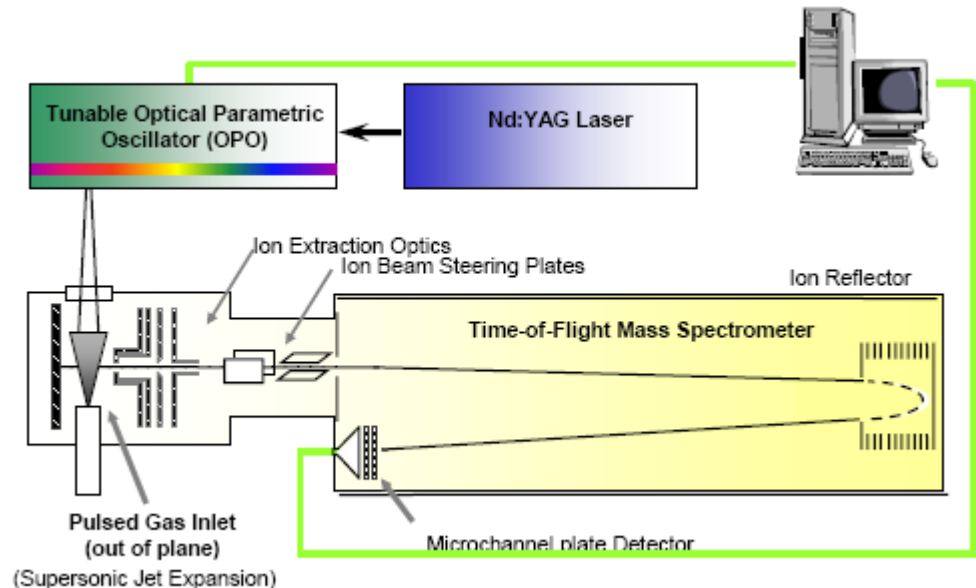 Tunable Optical Parametric
Oscillator (OPO)
Nd:YAG Laser
Ion Extraction Optics
Ion Beam Steering Plates
Ion Reflector
Time-of-Flight Mass Spectrometer
Pulsed Gas Inlet
(out of plane)
(Supersonic Jet Expansion)
Microchannel plate Detector